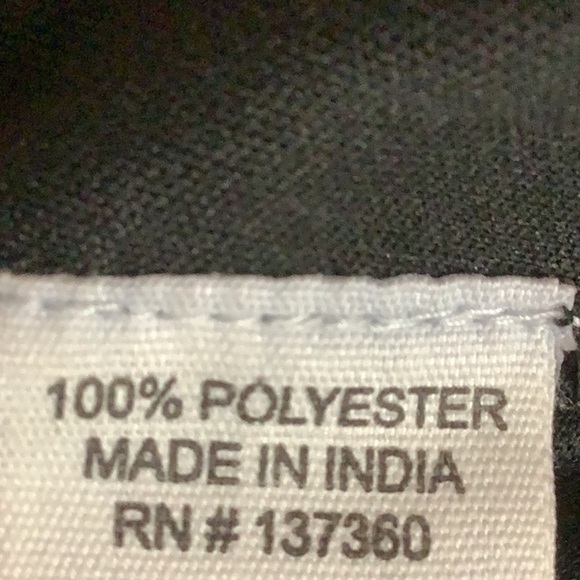 100% POLYESTER
MADE IN INDIA
RN # 137360